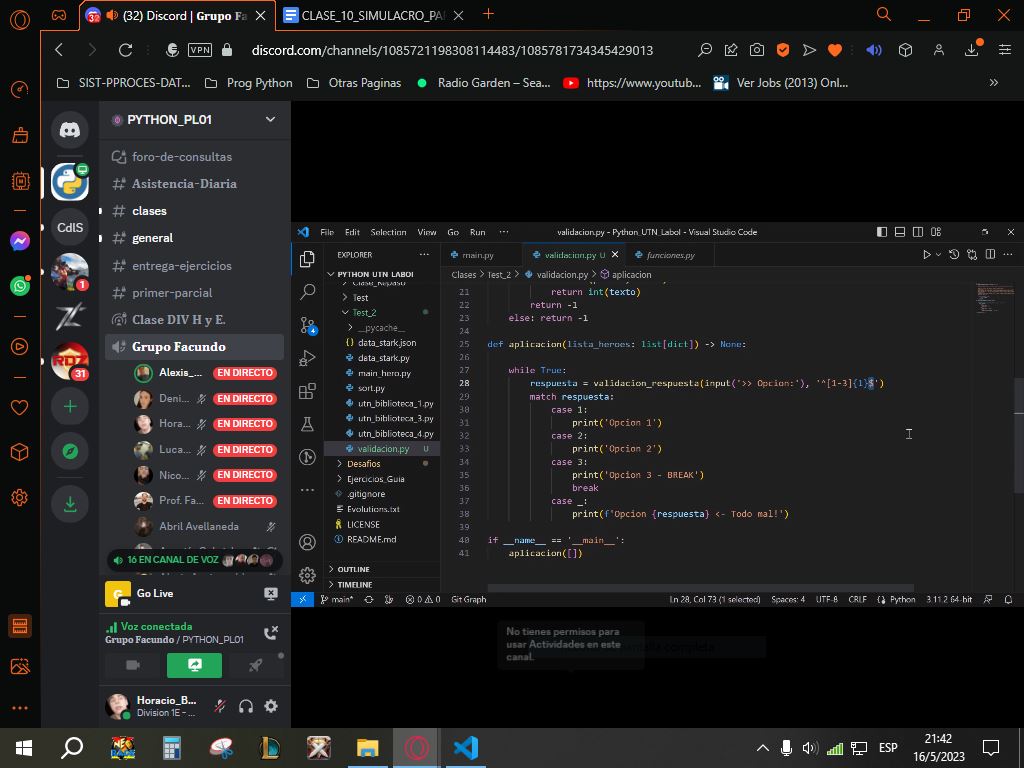 (32) Discord | Grupo Fa
CLASE_10_SIMULACRO_PA
VPN
discord.com/channels/1085721198308114483/1085781734345429013
SIST-PPROCES-DAT...
Prog Python
Otras Paginas
Radio Garden – Sea...
https://www.youtub...
Ver Jobs (2013) Onl...
PYTHON_PL01
foro-de-consultas
Asistencia-Diaria
clases
general
entrega-ejercicios
primer-parcial
Clase DIV H y E.
Grupo Facundo
Alexis_... EN DIRECTO
Deni... EN DIRECTO
Hora... EN DIRECTO
Luca... EN DIRECTO
Nico... EN DIRECTO
Prof. Fa... EN DIRECTO
Abril Avellaneda
16 EN CANAL DE VOZ
Go Live
Voz conectada
Grupo Facundo / PYTHON_PL01
Horacio_B...
Division 1E - ...
CdIS
1
31
File Edit Selection View Go Run ···
validacion.py - Python_UTN_Labol - Visual Studio Code
EXPLORER
PYTHON UTN LABOI
Clase_Repaso
Test
Test_2
__pycache__
data_stark.json
data_stark.py
main_hero.py
sort.py
utn_biblioteca_1.py
utn_biblioteca_3.py
utn_biblioteca_4.py
validacion.py U
Desafios
Ejercicios_Guia
.gitignore
Evolutions.txt
LICENSE
README.md
OUTLINE
TIMELINE
4
main.py
validacion.py U
funciones.py
Clases > Test_2 > validacion.py > aplicacion
21 return int(texto)
22 return -1
23 else: return -1
24
25 def aplicacion(lista_heroes: list[dict]) -> None:
26
27 while True:
28 respuesta = validacion_respuesta(input('>> Opcion:'), '^[1-3]{1}$')
29 match respuesta:
30 case 1:
31 print('Opcion 1')
32 case 2:
33 print('Opcion 2')
34 case 3:
35 print('Opcion 3 - BREAK')
36 break
37 case _:
38 print(f'Opcion {respuesta} <- Todo mal!')
39
40 if __name__ == '__main__':
41 aplicacion([])
main*
0 0
Git Graph
Ln 28, Col 73 (1 selected)
Spaces: 4
UTF-8
CRLF
Python
3.11.2 64-bit
No tienes permisos para
usar Actividades en este
canal.
ntalla completa
ESP
21:42
16/5/2023